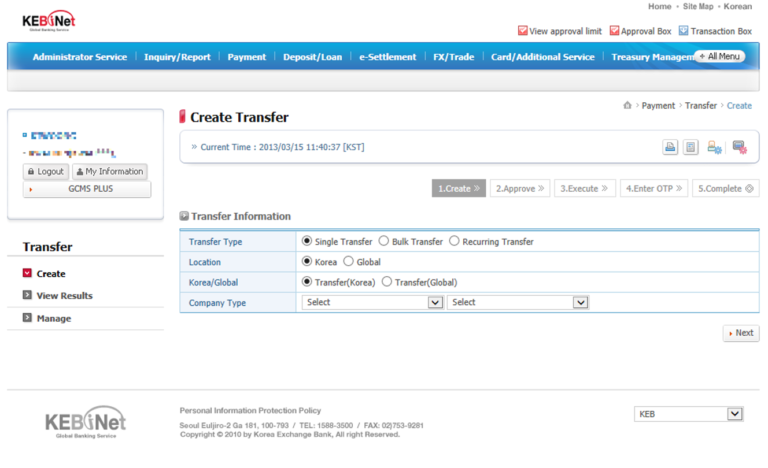 Home • Site Map • Korean
KEBiNet
Global Banking Service
View approval limit Approval Box Transaction Box
Administrator Service Inquiry/Report Payment Deposit/Loan e-Settlement FX/Trade Card/Additional Service Treasury Managem + All Menu
> Payment > Transfer > Create
Create Transfer
» Current Time : 2013/03/15 11:40:37 [KST]
Logout My Information
GCMS PLUS
1.Create » 2.Approve » 3.Execute » 4.Enter OTP » 5.Complete
Transfer Information
Transfer Type Single Transfer Bulk Transfer Recurring Transfer
Location Korea Global
Korea/Global Transfer(Korea) Transfer(Global)
Company Type Select Select
Next
Transfer
Create
View Results
Manage
KEBiNet
Global Banking Service
Personal Information Protection Policy
Seoul Euljiro-2 Ga 181, 100-793 / TEL: 1588-3500 / FAX: 02)753-9281
Copyright © 2010 by Korea Exchange Bank, All right Reserved.
KEB